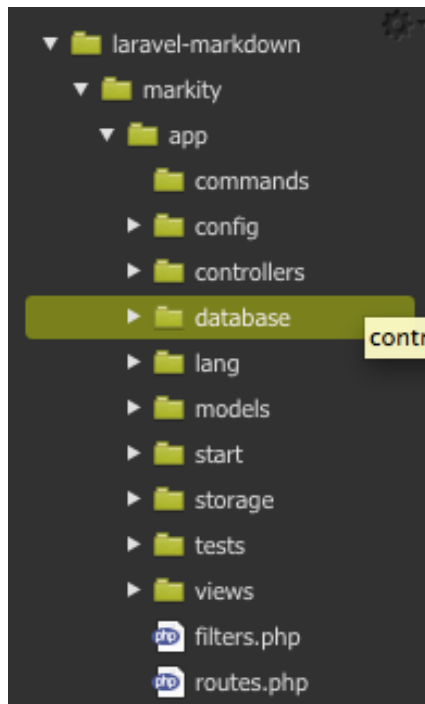 laravel-markdown
markity
app
commands
config
controllers
database
contr
lang
models
start
storage
tests
views
php filters.php
php routes.php